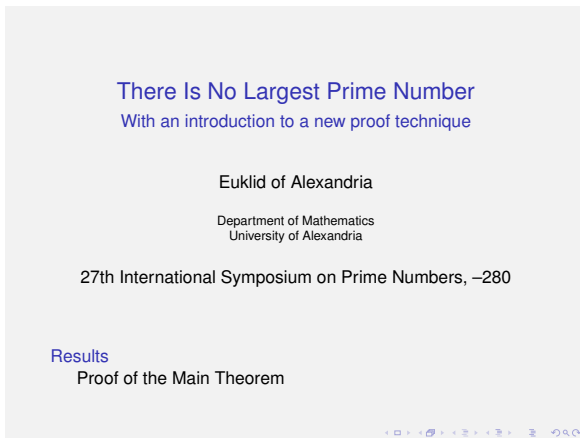 There Is No Largest Prime Number
With an introduction to a new proof technique
Euklid of Alexandria
Department of Mathematics
University of Alexandria
27th International Symposium on Prime Numbers, –280
Results
Proof of the Main Theorem